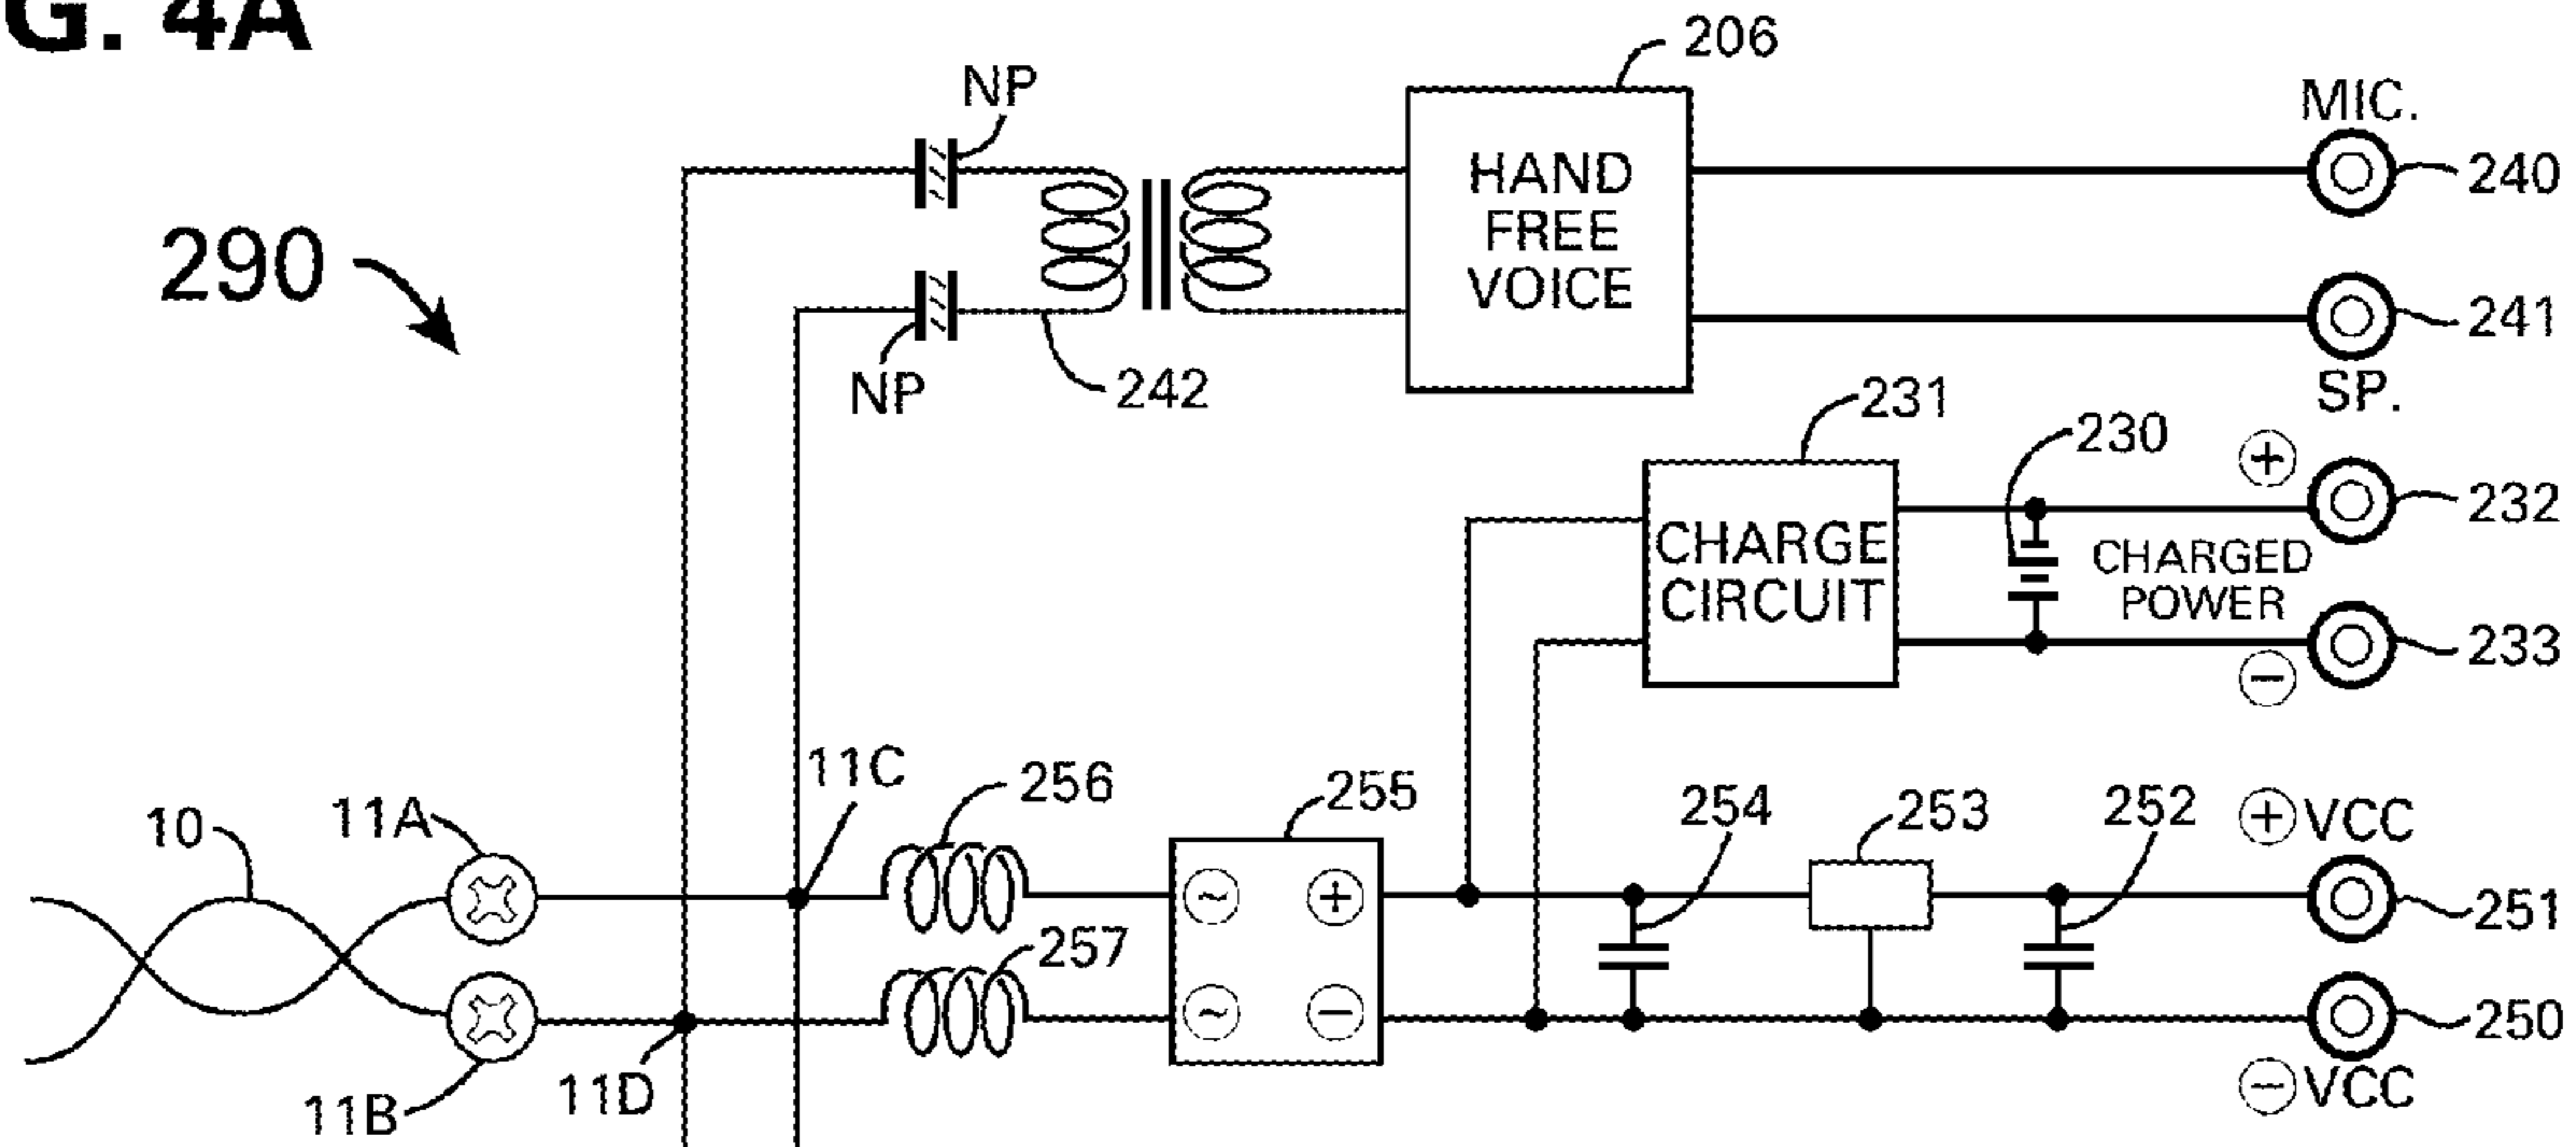 G. 4A
206
NP
MIC.
HAND
FREE
VOICE
240
290
241
NP
242
SP.
231
230
+
232
CHARGE
CIRCUIT
CHARGED
POWER
233
−
11C
256
255
254
253
252
+ VCC
10
11A
~
+
251
257
~
−
250
11D
11B
− VCC